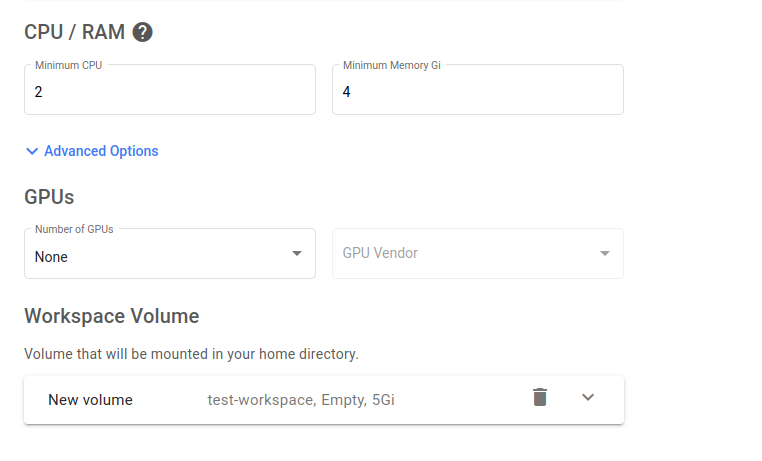 CPU / RAM ?
Minimum CPU
2
Minimum Memory Gi
4
Advanced Options
GPUs
Number of GPUs
None
GPU Vendor
Workspace Volume
Volume that will be mounted in your home directory.
New volume test-workspace, Empty, 5Gi